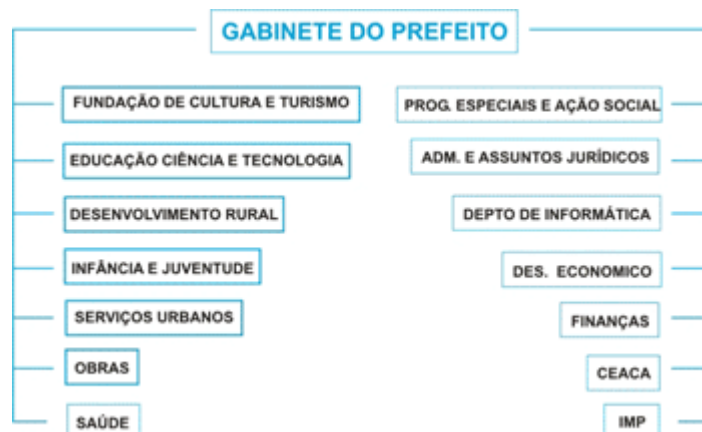 GABINETE DO PREFEITO
FUNDAÇÃO DE CULTURA E TURISMO
EDUCAÇÃO CIÊNCIA E TECNOLOGIA
DESENVOLVIMENTO RURAL
INFÂNCIA E JUVENTUDE
SERVIÇOS URBANOS
OBRAS
SAÚDE
PROG. ESPECIAIS E AÇÃO SOCIAL
ADM. E ASSUNTOS JURÍDICOS
DEPTO DE INFORMÁTICA
DES. ECONOMICO
FINANÇAS
CEACA
IMP